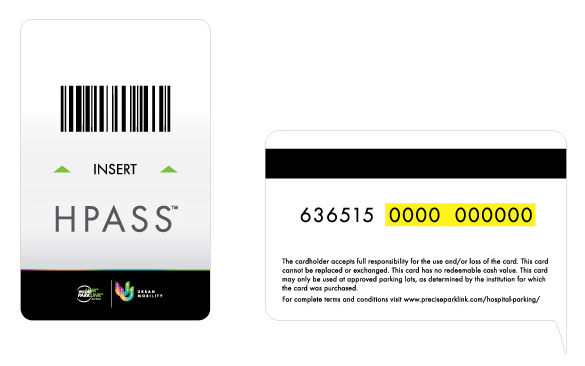 INSERT
HPASS™
PARK LINK
URBAN
MOBILITY
636515 0000 000000
The cardholder accepts full responsibility for the use and/or loss of the card. This card
cannot be replaced or exchanged. This card has no redeemable cash value. This card
may only be used at approved parking lots, as determined by the institution for which
the card was purchased.
For complete terms and conditions visit www.preciseparklink.com/hospital-parking/